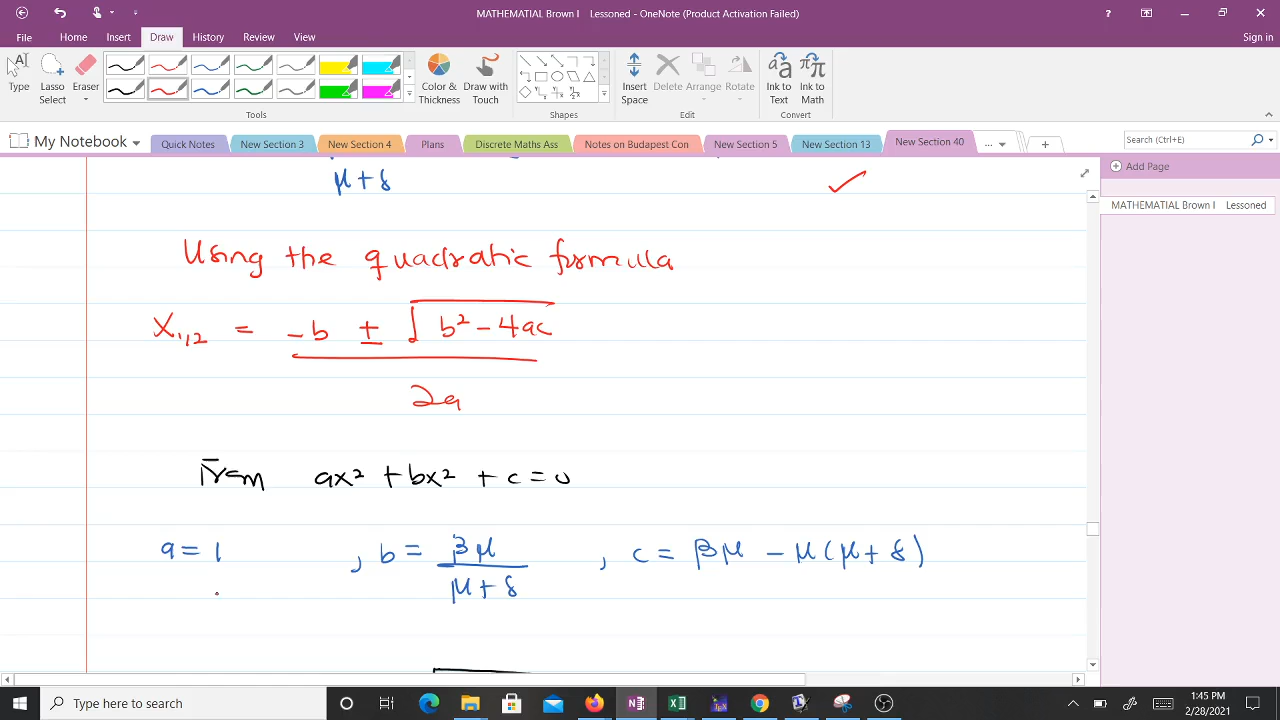 MATHEMATIAL Brown I Lessoned - OneNote (Product Activation Failed)
File Home Insert Draw History Review View Sign in
Type Lasso Select Eraser Color & Thickness Draw with Touch Insert Space Delete Arrange Rotate Ink to Text Ink to Math
Tools Shapes Edit Convert
My Notebook Quick Notes New Section 3 New Section 4 Plans Discrete Maths Ass Notes on Budapest Con New Section 5 New Section 13 New Section 40 ... Search (Ctrl+E)
Add Page
MATHEMATIAL Brown I Lessoned
μ + δ
Using the quadratic formula
X₁,₂ = -b ± √b² - 4ac
2a
From ax² + bx² + c = 0
a = 1 , b = βμ , c = βμ - μ(μ + δ)
μ + δ
Type here to search
1:45 PM
2/28/2021